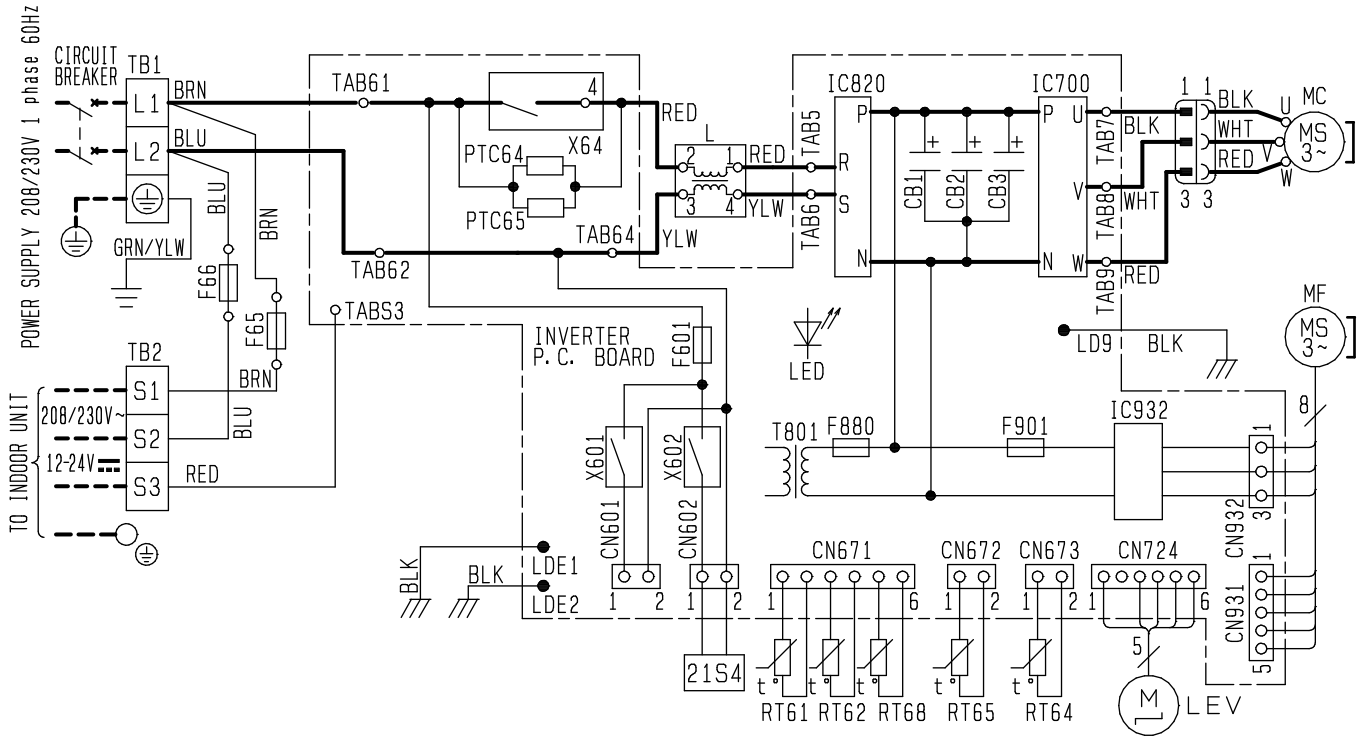 POWER SUPPLY 208/230V 1 phase 60Hz
CIRCUIT
BREAKER
TB1
L1
L2
BRN
BLU
BLU
BRN
GRN/YLW
F66
F65
TAB61
TAB62
TABS3
4
X64
PTC64
PTC65
TAB64
RED
YLW
L
2 1
3 4
RED
YLW
TAB5
TAB6
IC820
P
R
S
N
CB1
CB2
CB3
+
+
+
IC700
P
N
U
V
W
TAB7
TAB8
TAB9
BLK
WHT
RED
1 1
3 3
BLK
WHT
RED
U
V
W
MC
MS
3~
MF
MS
3~
8
TB2
S1
S2
S3
BRN
BLU
RED
TO INDOOR UNIT
208/230V~
12-24V
INVERTER
P.C. BOARD
F601
X601
X602
CN601
CN602
1 2
1 2
21S4
LED
LD9
BLK
T801
F880
F901
IC932
1
3
CN932
1
5
CN931
BLK
LDE1
BLK
LDE2
CN671
1 6
CN672
1 2
CN673
1 2
CN724
1 6
5
t°
t°
t°
t°
t°
RT61
RT62
RT68
RT65
RT64
M
LEV